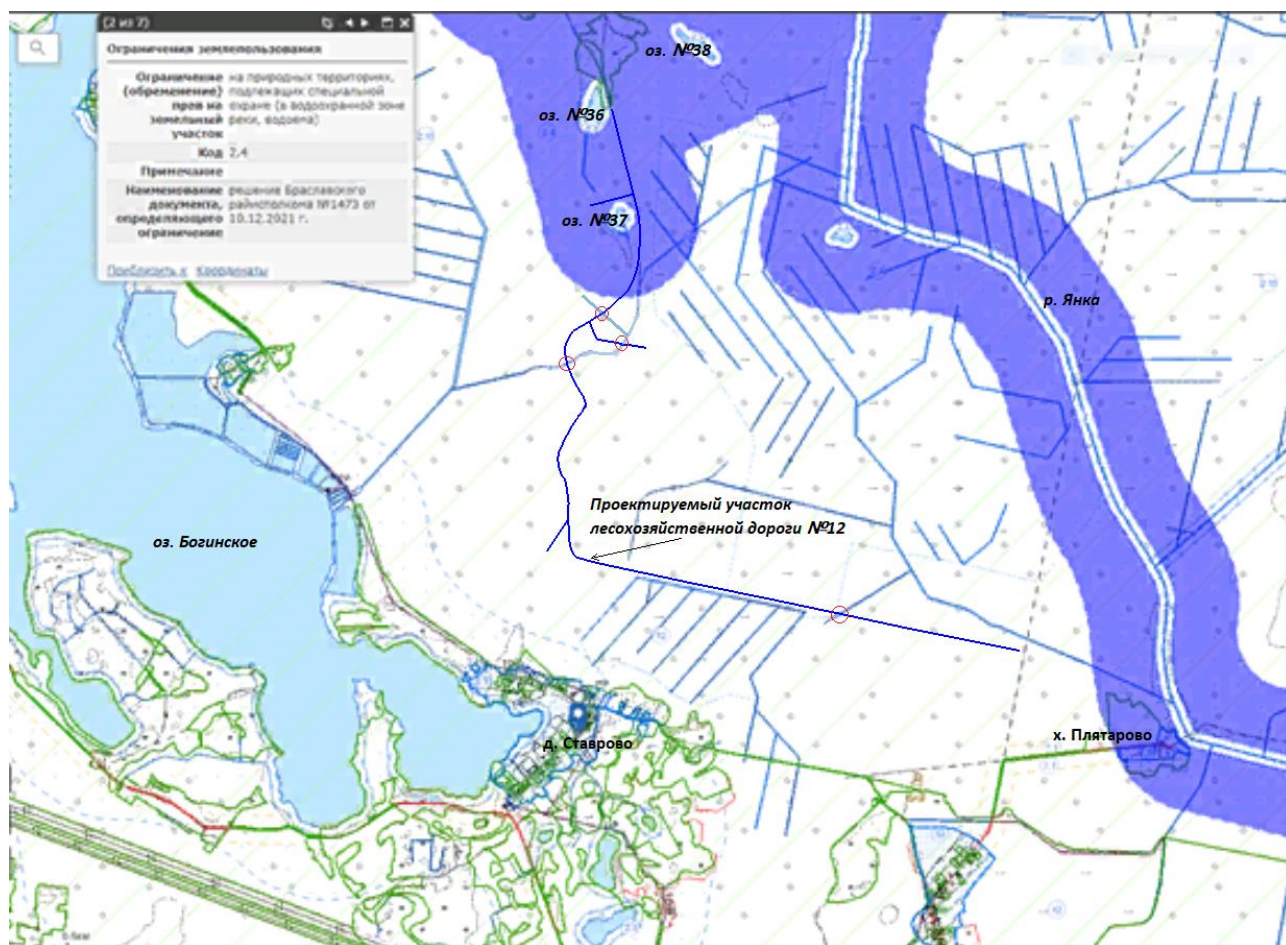 (2 из 7)
Ограничения землепользования
Ограничение (обременение) прав на земельный участок
на природных территориях, подлежащих специальной охране (в водоохранной зоне реки, водоема)
Код 2,4
Примечание
Наименование документа, определяющего ограничение
решение Браславского райисполкома №1473 от 10.12.2021 г.
Приблизить к Координаты
оз. №38
оз. №36
оз. №37
р. Янка
Проектируемый участок
лесохозяйственной дороги №12
оз. Богинское
д. Ставрово
х. Плятарово